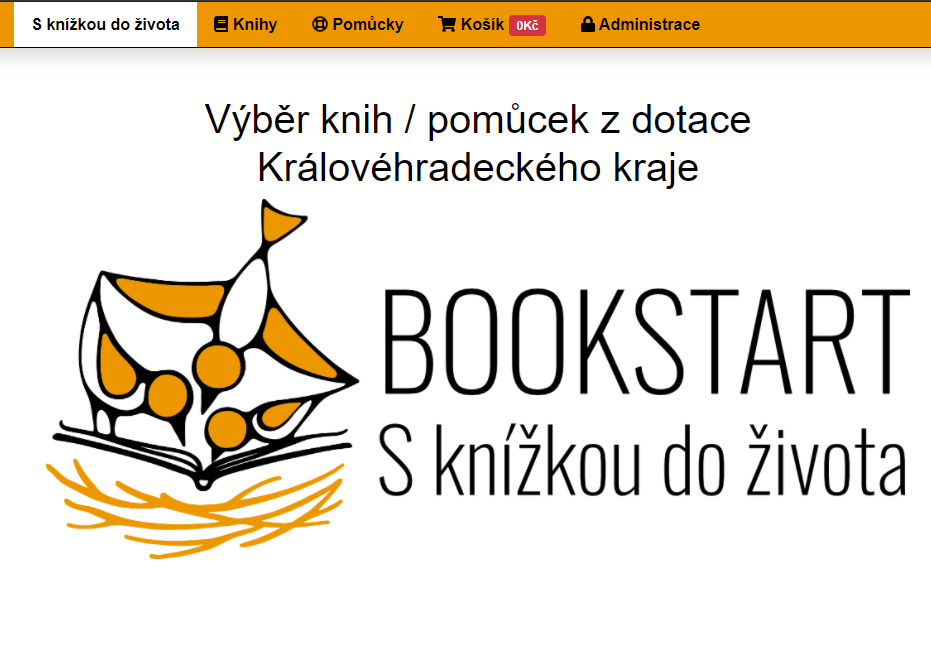 S knížkou do života Knihy Pomůcky Košík 0Kč Administrace
Výběr knih / pomůcek z dotace
Královéhradeckého kraje
BOOKSTART
S knížkou do života